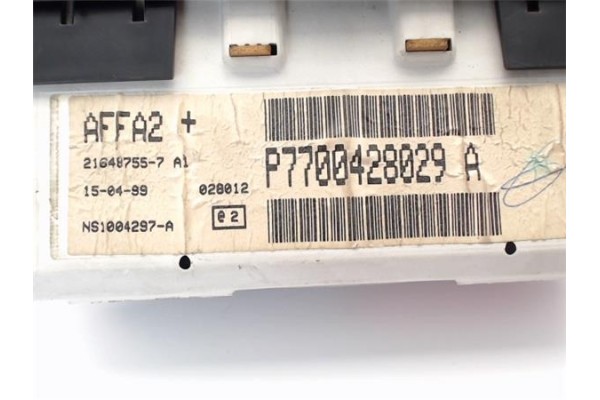 AFFA2 +
21648755-7 A1
15-04-99 028012
NS1004297-A @ 2
P7700428029 A